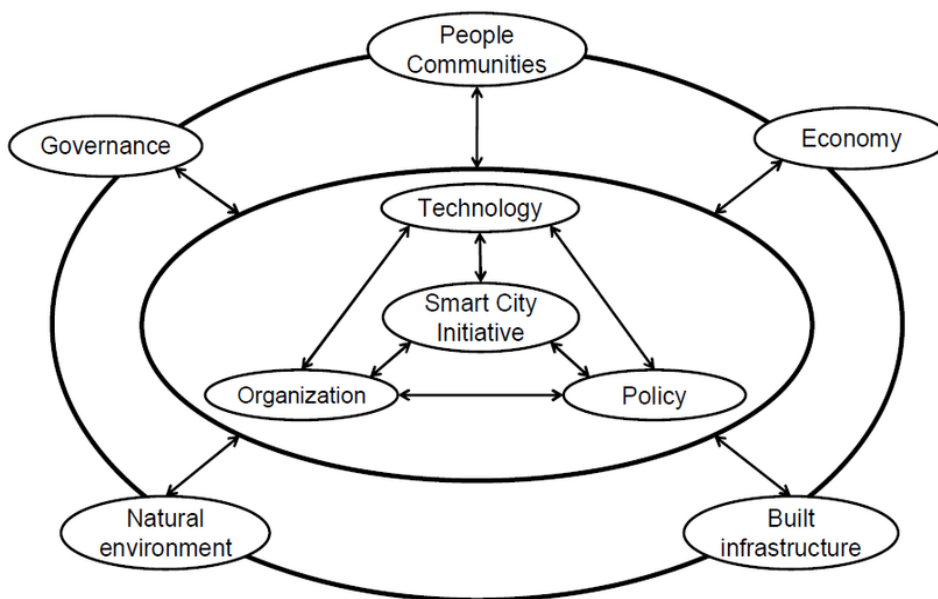 People
Communities
Governance
Economy
Technology
Smart City
Initiative
Organization
Policy
Natural
environment
Built
infrastructure